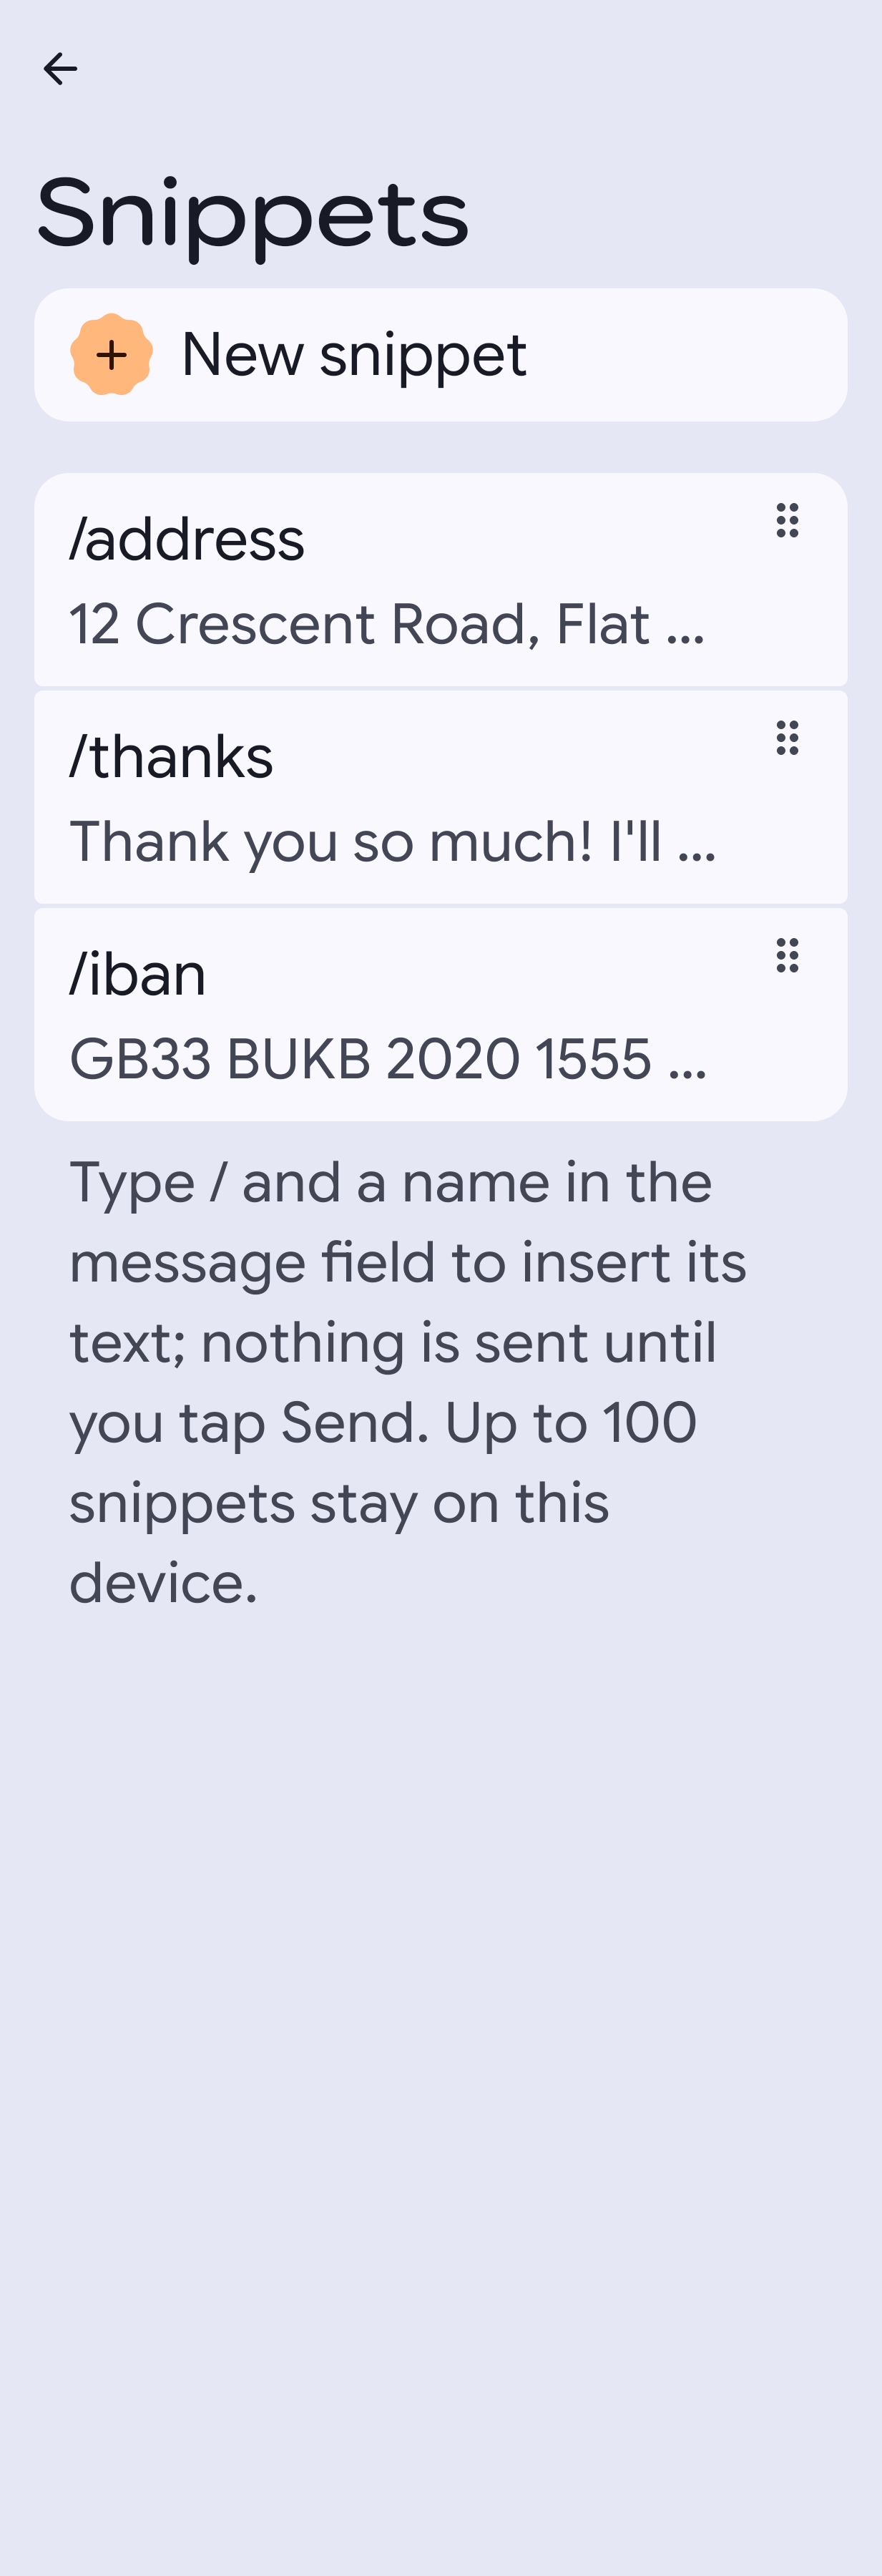 Snippets
New snippet
/address
12 Crescent Road, Flat ...
/thanks
Thank you so much! I'll ...
/iban
GB33 BUKB 2020 1555 ...
Type / and a name in the
message field to insert its
text; nothing is sent until
you tap Send. Up to 100
snippets stay on this
device.